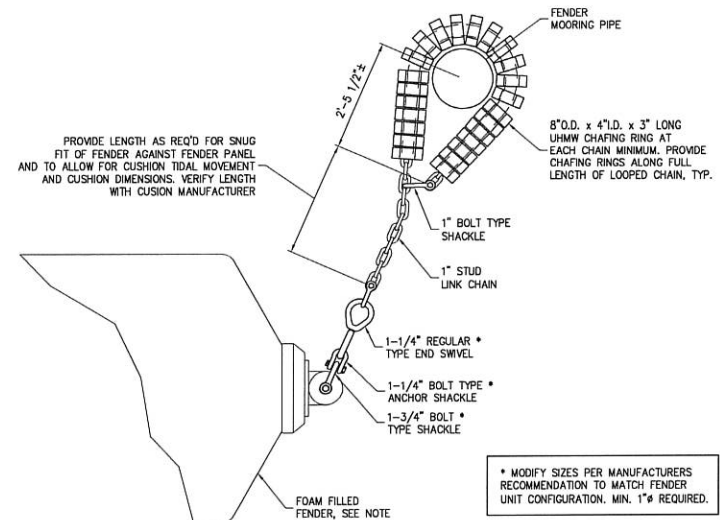 FENDER
MOORING PIPE
2'-5 1/2"±
PROVIDE LENGTH AS REQ'D FOR SNUG
FIT OF FENDER AGAINST FENDER PANEL
AND TO ALLOW FOR CUSHION TIDAL MOVEMENT
AND CUSHION DIMENSIONS. VERIFY LENGTH
WITH CUSION MANUFACTURER
8"O.D. x 4"I.D. x 3" LONG
UHMW CHAFING RING AT
EACH CHAIN MINIMUM. PROVIDE
CHAFING RINGS ALONG FULL
LENGTH OF LOOPED CHAIN, TYP.
1" BOLT TYPE
SHACKLE
1" STUD
LINK CHAIN
1-1/4" REGULAR *
TYPE END SWIVEL
1-1/4" BOLT TYPE *
ANCHOR SHACKLE
1-3/4" BOLT *
TYPE SHACKLE
FOAM FILLED
FENDER, SEE NOTE
* MODIFY SIZES PER MANUFACTURERS
RECOMMENDATION TO MATCH FENDER
UNIT CONFIGURATION. MIN. 1"ø REQUIRED.